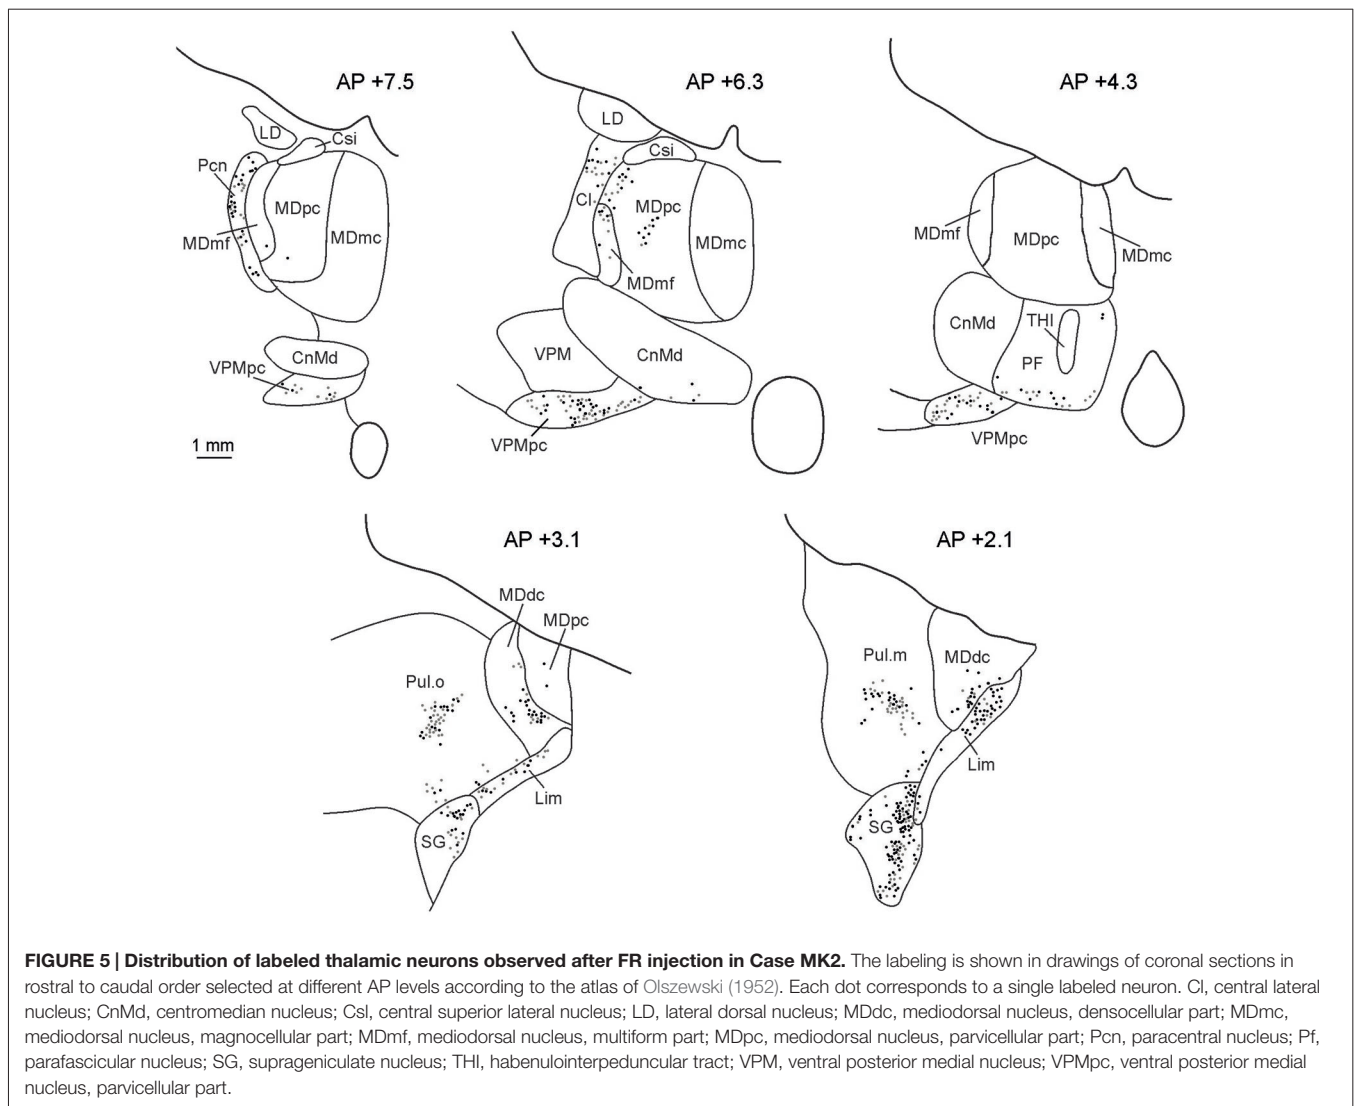 AP +7.5
AP +6.3
AP +4.3
LD
Csi
Pcn
MDpc
MDmf
MDmc
CnMd
VPMpc
1 mm
LD
Csi
Cl
MDpc
MDmc
MDmf
VPM
CnMd
VPMpc
MDmf
MDpc
MDmc
CnMd
THI
PF
VPMpc
AP +3.1
AP +2.1
MDdc
MDpc
Pul.o
Lim
SG
Pul.m
MDdc
Lim
SG
FIGURE 5 | Distribution of labeled thalamic neurons observed after FR injection in Case MK2. The labeling is shown in drawings of coronal sections in
rostral to caudal order selected at different AP levels according to the atlas of Olszewski (1952). Each dot corresponds to a single labeled neuron. Cl, central lateral
nucleus; CnMd, centromedian nucleus; Csl, central superior lateral nucleus; LD, lateral dorsal nucleus; MDdc, mediodorsal nucleus, densocellular part; MDmc,
mediodorsal nucleus, magnocellular part; MDmf, mediodorsal nucleus, multiform part; MDpc, mediodorsal nucleus, parvicellular part; Pcn, paracentral nucleus; Pf,
parafascicular nucleus; SG, suprageniculate nucleus; THI, habenulointerpeduncular tract; VPM, ventral posterior medial nucleus; VPMpc, ventral posterior medial
nucleus, parvicellular part.